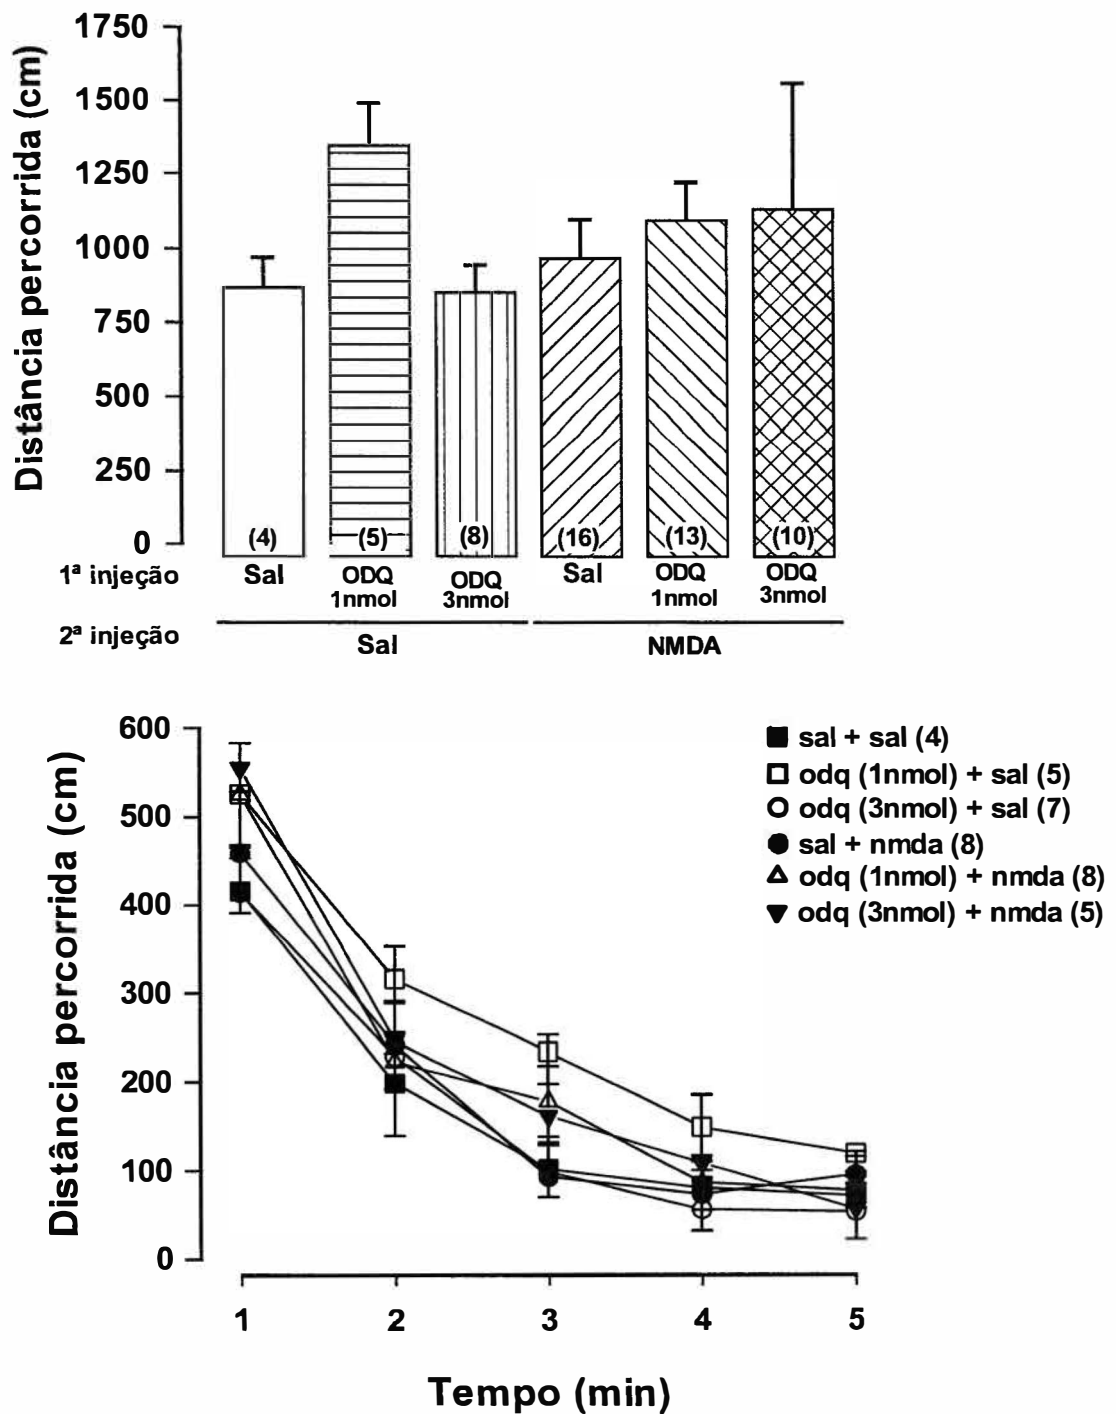 Distância percorrida (cm)
1750
1500
1250
1000
750
500
250
0
(4) (5) (8) (16) (13) (10)
1ª injeção Sal ODQ 1nmol ODQ 3nmol Sal ODQ 1nmol ODQ 3nmol
2ª injeção Sal NMDA
Distância percorrida (cm)
600
500
400
300
200
100
0
sal + sal (4)
odq (1nmol) + sal (5)
odq (3nmol) + sal (7)
sal + nmda (8)
odq (1nmol) + nmda (8)
odq (3nmol) + nmda (5)
1 2 3 4 5
Tempo (min)